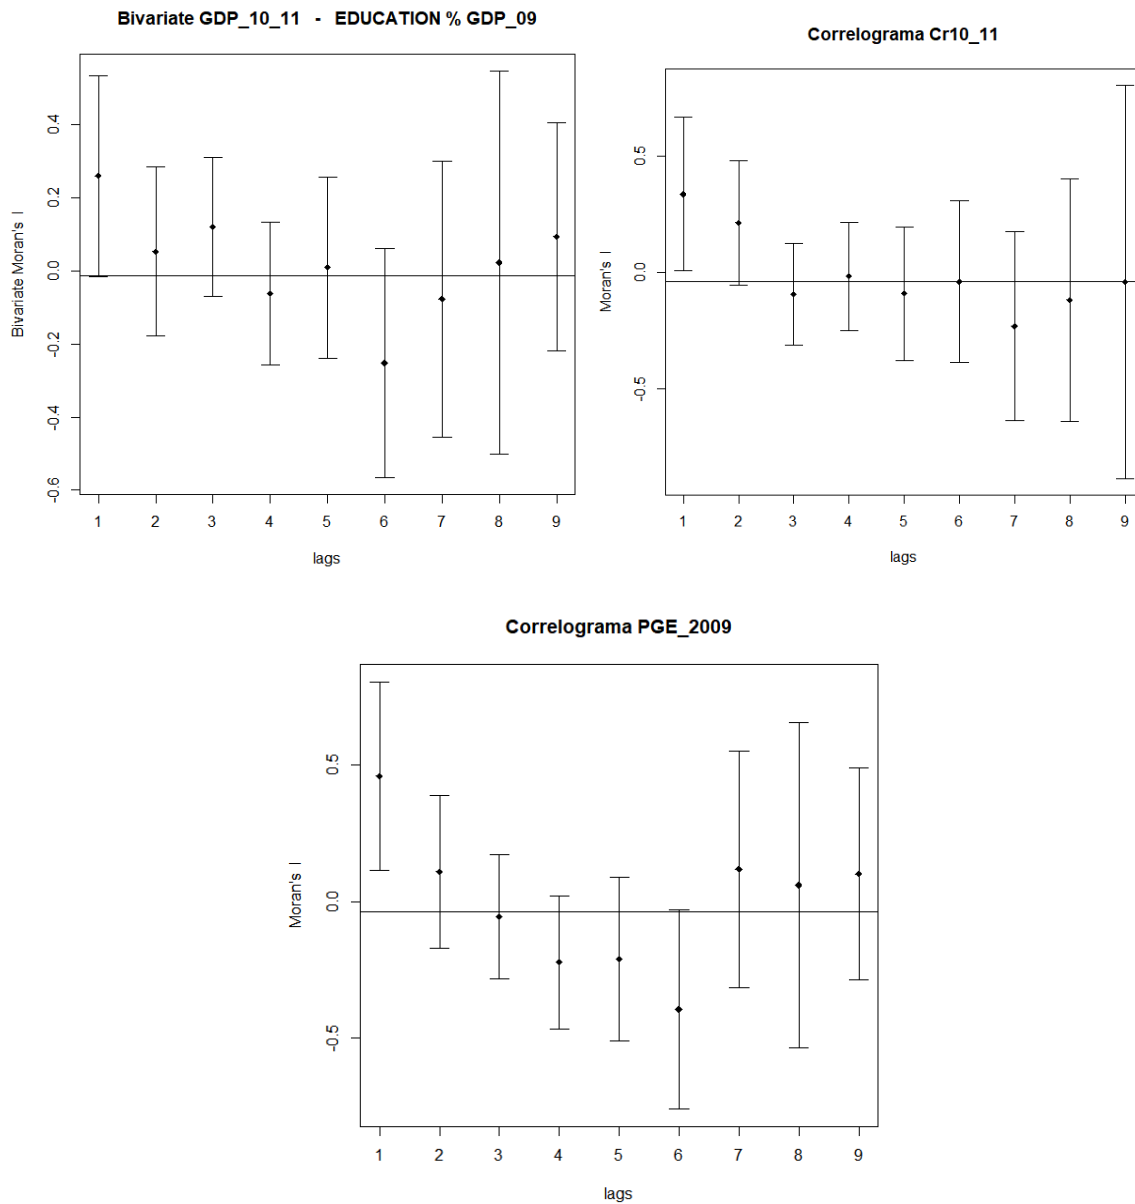 Bivariate GDP_10_11 - EDUCATION % GDP_09
Bivariate Moran's I
0.4
0.2
0.0
-0.2
-0.4
-0.6
1 2 3 4 5 6 7 8 9
lags
Correlograma Cr10_11
Moran's I
0.5
0.0
-0.5
1 2 3 4 5 6 7 8 9
lags
Correlograma PGE_2009
Moran's I
0.5
0.0
-0.5
1 2 3 4 5 6 7 8 9
lags